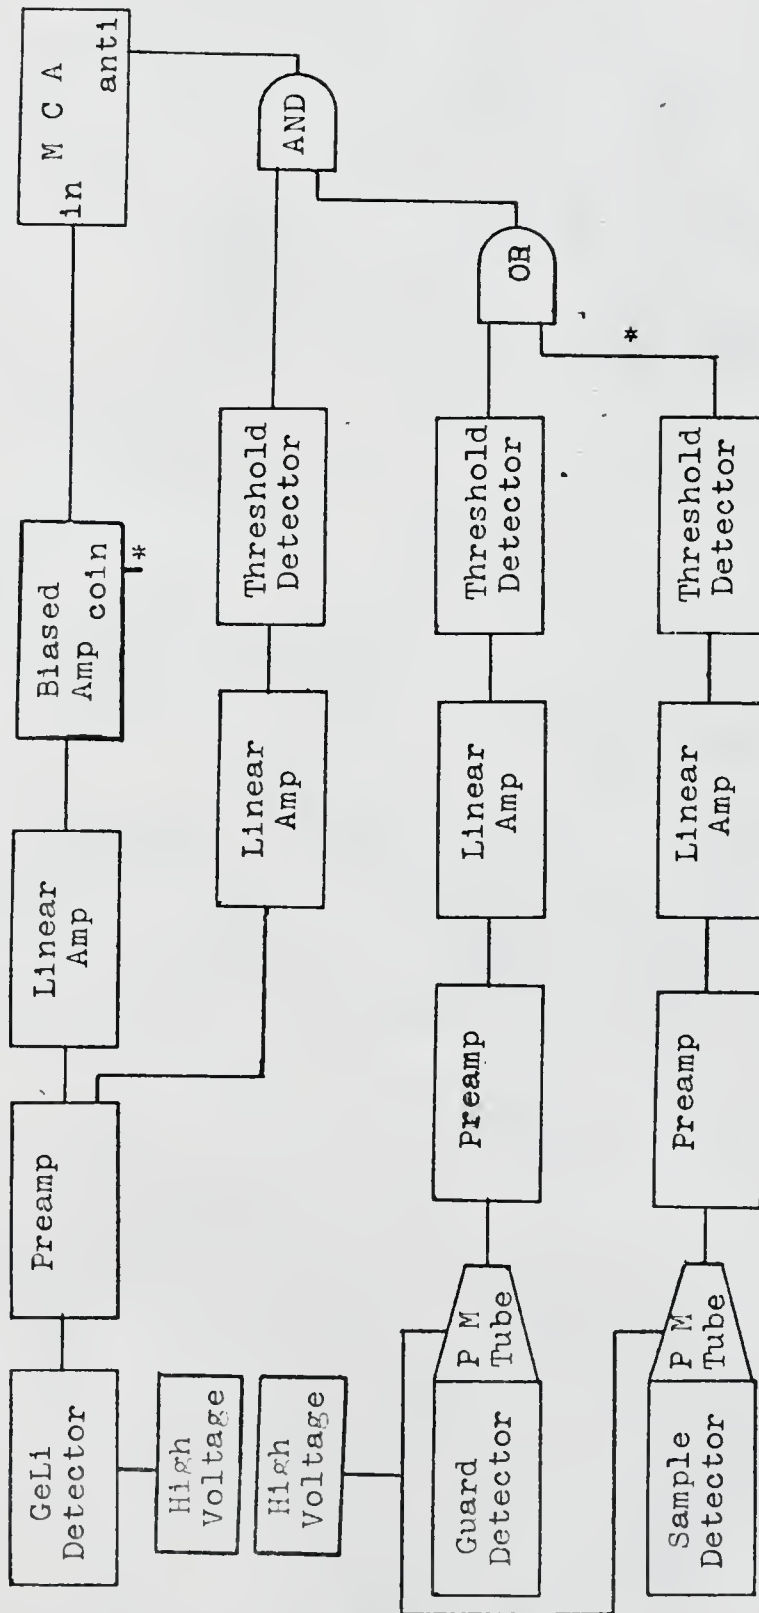 GeLi
Detector
Preamp
Linear
Amp
Biased
Amp coin
*
M C A
in
anti
High
Voltage
Linear
Amp
Threshold
Detector
AND
High
Voltage
Guard
Detector
P M
Tube
Preamp
Linear
Amp
Threshold
Detector
OR
*
Sample
Detector
P M
Tube
Preamp
Linear
Amp
Threshold
Detector